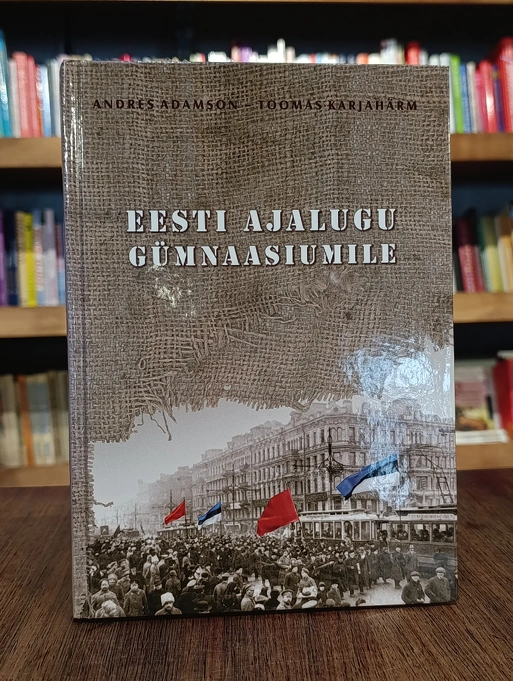 ANDRES ADAMSON – TOOMAS KARJAHÄRM
EESTI AJALUGU
GÜMNAASIUMILE